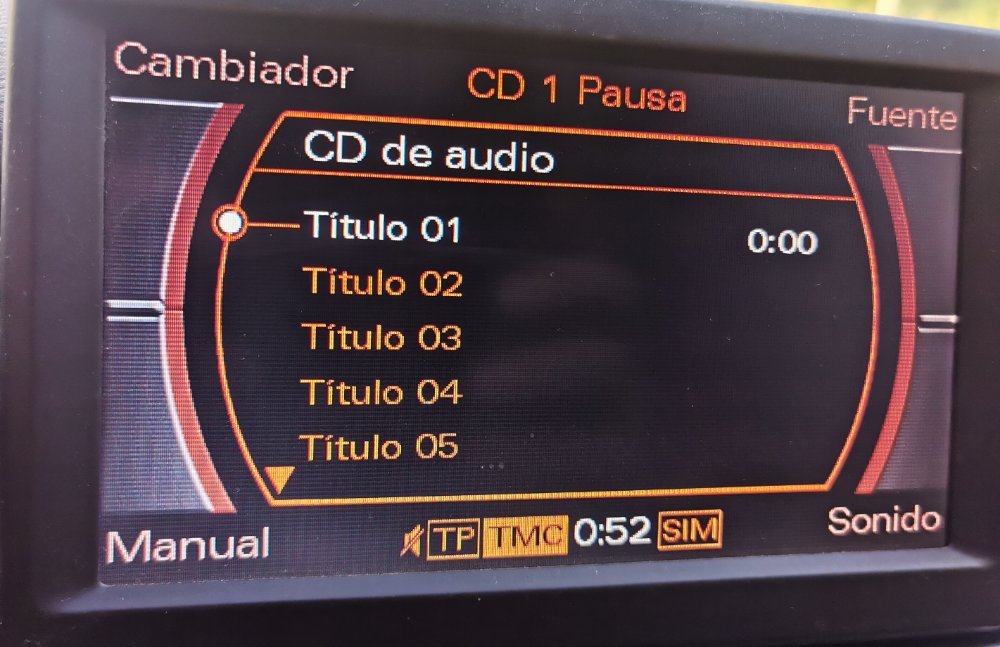 Cambiador
CD 1 Pausa
Fuente
CD de audio
Título 01 0:00
Título 02
Título 03
Título 04
Título 05
Manual
TP TMC 0:52 SIM
Sonido